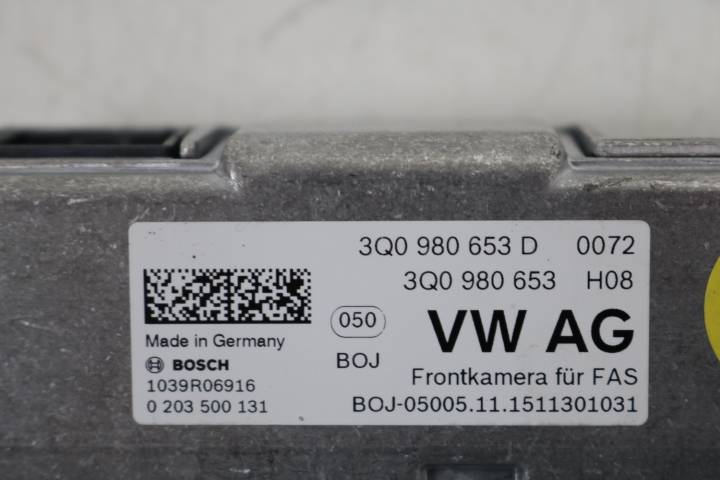 3Q0 980 653 D 0072
3Q0 980 653 H08
050
VW AG
Made in Germany
BOSCH
BOJ
Frontkamera für FAS
1039R06916
0 203 500 131
BOJ-05005.11.1511301031